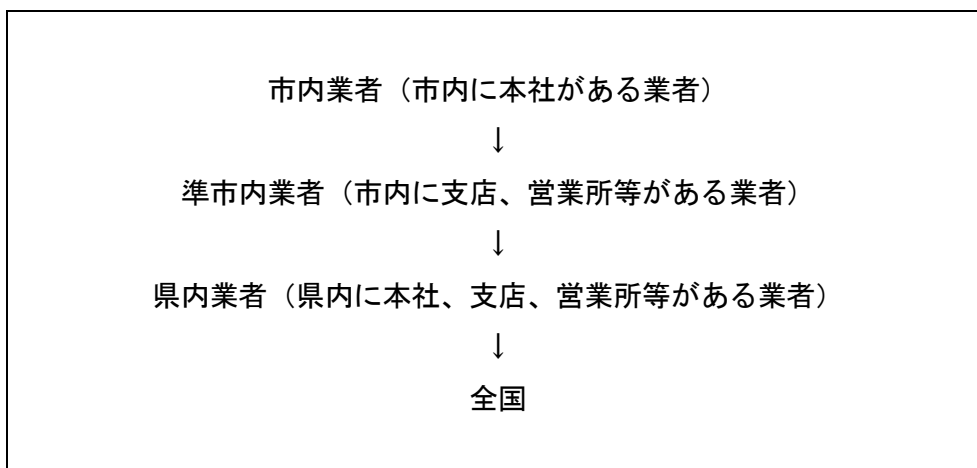 市内業者（市内に本社がある業者）
↓
準市内業者（市内に支店、営業所等がある業者）
↓
県内業者（県内に本社、支店、営業所等がある業者）
↓
全国